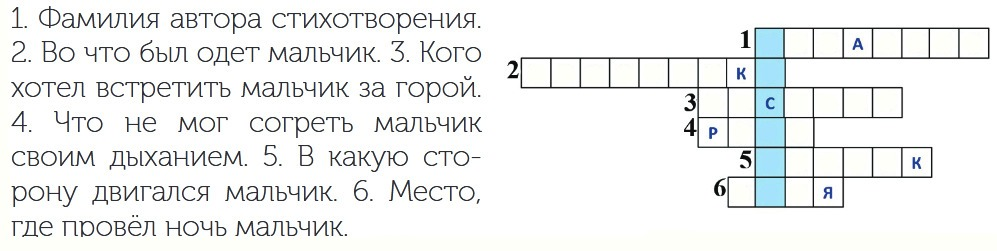 1. Фамилия автора стихотворения.
2. Во что был одет мальчик. 3. Кого
хотел встретить мальчик за горой.
4. Что не мог согреть мальчик
своим дыханием. 5. В какую сто-
рону двигался мальчик. 6. Место,
где провёл ночь мальчик.
1 А
2 К
3 С
4 Р
5 К
6 Я